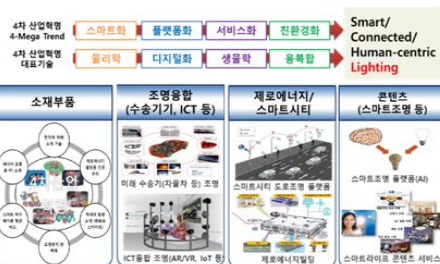 4차 산업혁명
4-Mega Trend
스마트화
플랫폼화
서비스화
친환경화
4차 산업혁명
대표기술
물리학
디지털화
생물학
융복합
Smart/
Connected/
Human-centric
Lighting
소재부품
조명융합
(수송기기, ICT 등)
제로에너지/
스마트시티
콘텐츠
(스마트조명 등)
미래 수송기(자율차 등) 조명
ICT융합 조명(AR/VR, IoT 등)
스마트시티 도로조명 플랫폼
제로에너지빌딩
스마트조명 플랫폼(AI)
스마트라이프 콘텐츠 서비스